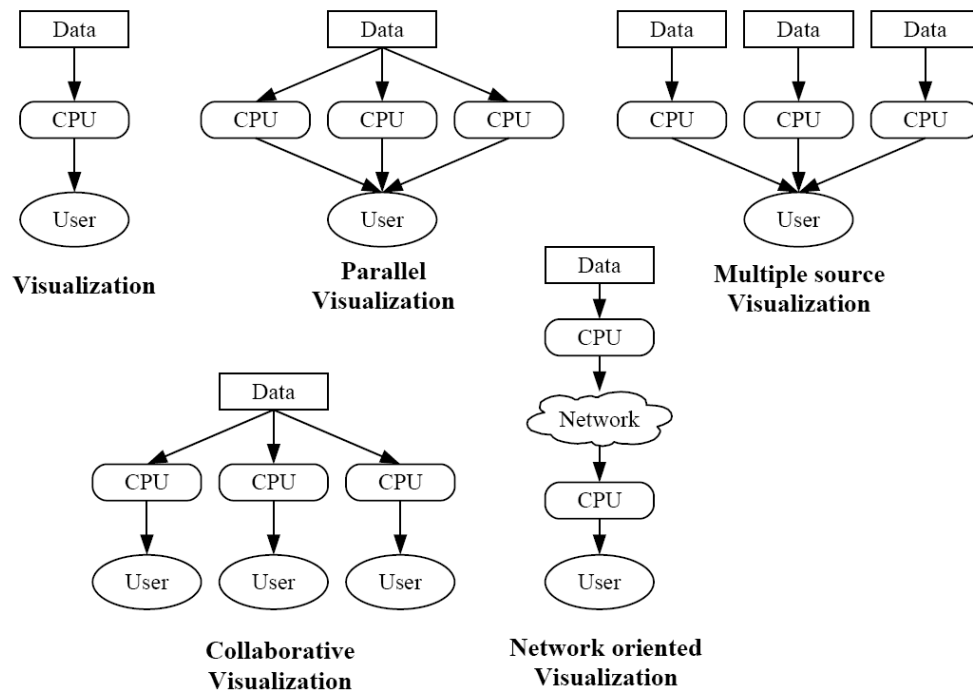 Data
CPU
User
Visualization
Data
CPU
CPU
CPU
User
Parallel
Visualization
Data
Data
Data
CPU
CPU
CPU
User
Multiple source
Visualization
Data
CPU
CPU
CPU
User
User
User
Collaborative
Visualization
Data
CPU
Network
CPU
User
Network oriented
Visualization